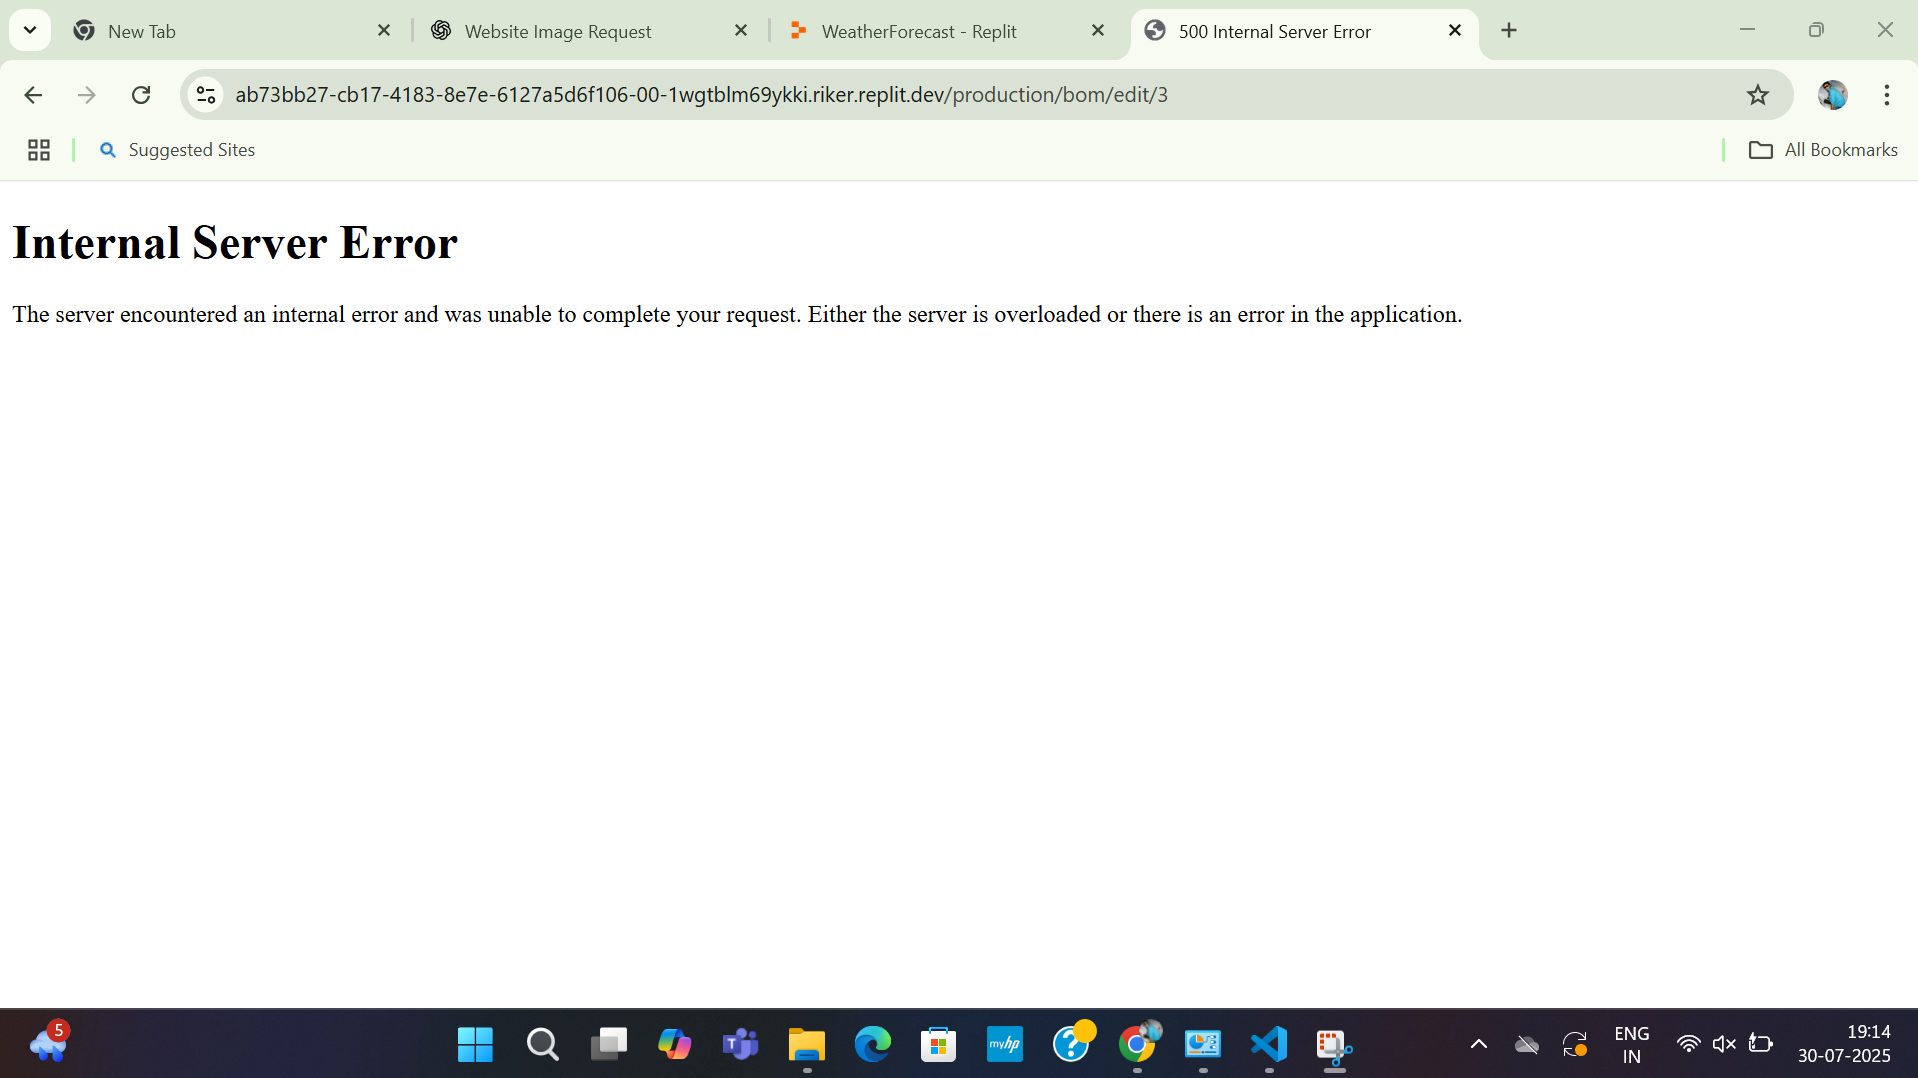 New Tab
Website Image Request
WeatherForecast - Replit
500 Internal Server Error
ab73bb27-cb17-4183-8e7e-6127a5d6f106-00-1wgtblm69ykki.riker.replit.dev/production/bom/edit/3
Suggested Sites
All Bookmarks
Internal Server Error
The server encountered an internal error and was unable to complete your request. Either the server is overloaded or there is an error in the application.
5
T
myhp
?
ENG
IN
19:14
30-07-2025